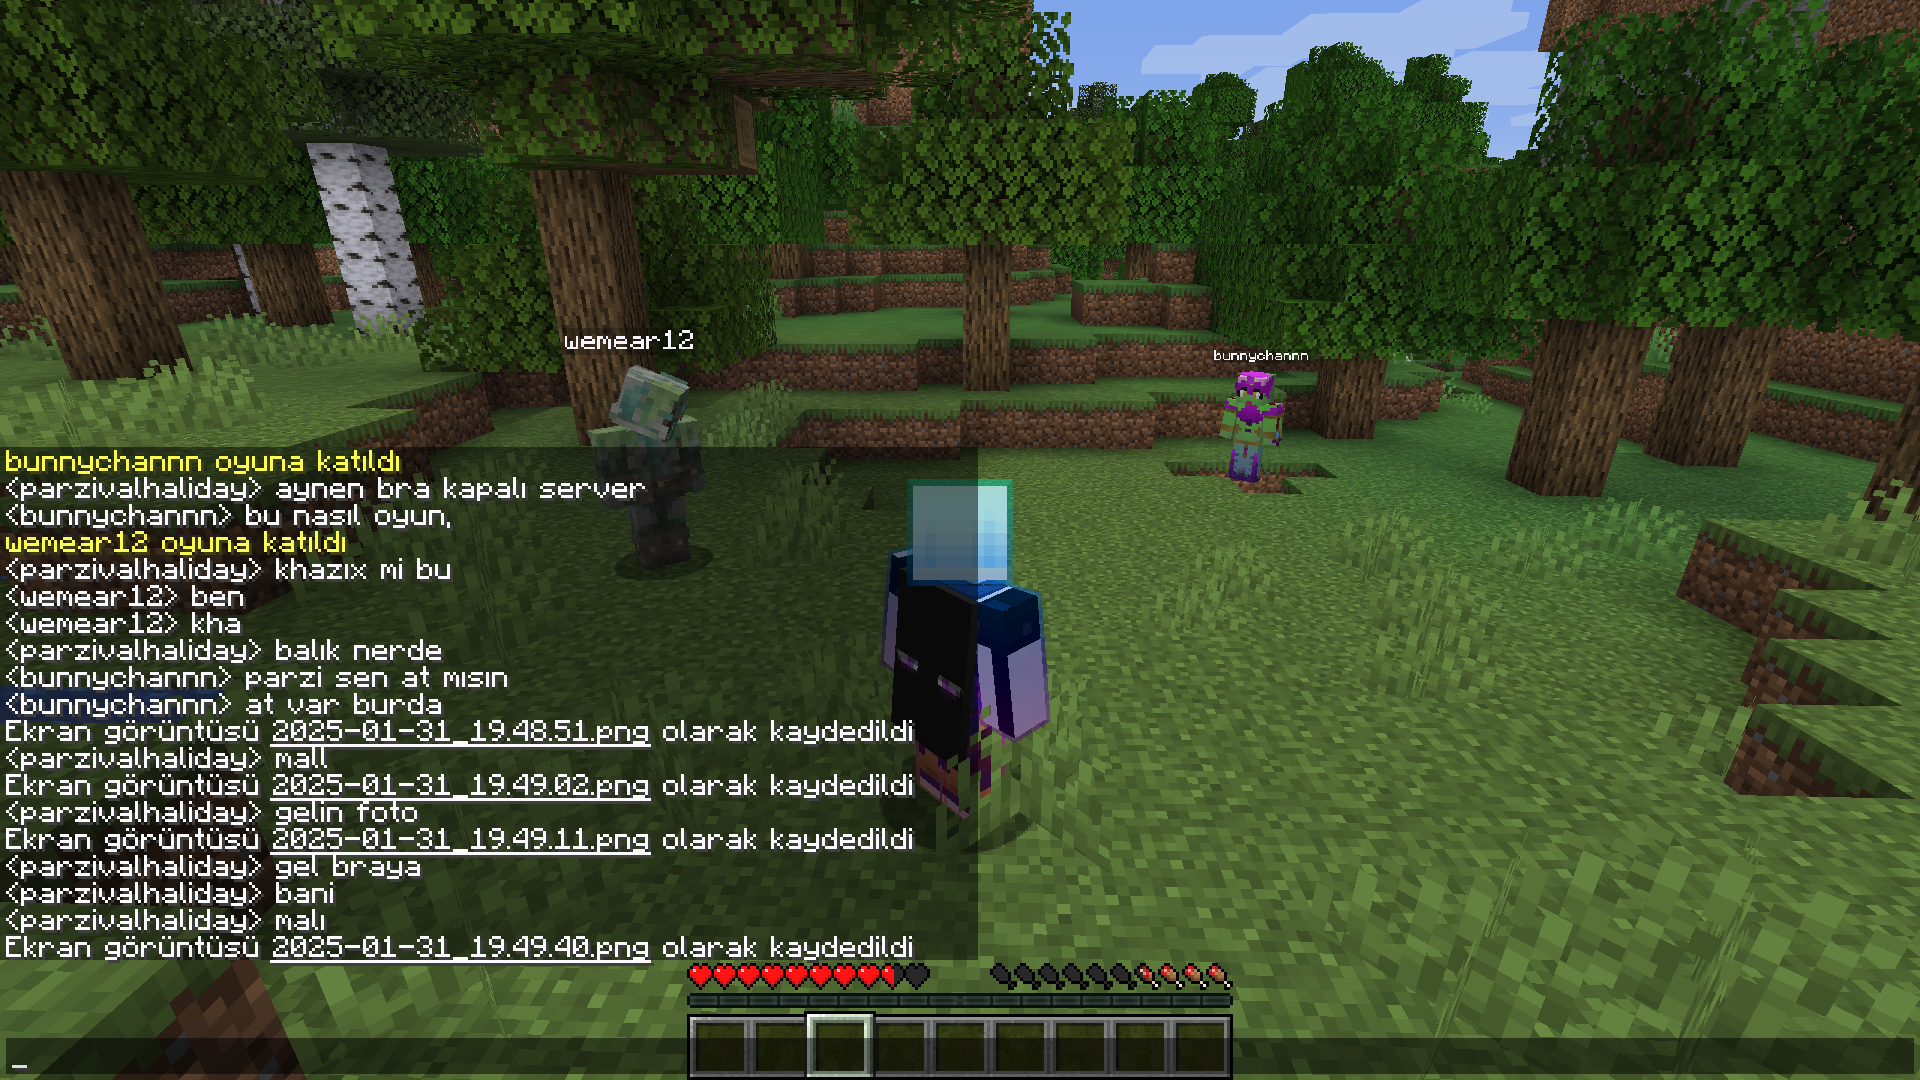 wemear12
bunnychannn
bunnychannn oyuna katıldı
<parzivalhaliday> aynen bra kapalı server
<bunnychannn> bu nasıl oyun,
wemear12 oyuna katıldı
<parzivalhaliday> khazıx mi bu
<wemear12> ben
<wemear12> kha
<parzivalhaliday> balık nerde
<bunnychannn> parzi sen at mısın
<bunnychannn> at var burda
Ekran görüntüsü 2025-01-31_19.48.51.png olarak kaydedildi
<parzivalhaliday> mall
Ekran görüntüsü 2025-01-31_19.49.02.png olarak kaydedildi
<parzivalhaliday> gelin foto
Ekran görüntüsü 2025-01-31_19.49.11.png olarak kaydedildi
<parzivalhaliday> gel braya
<parzivalhaliday> bani
<parzivalhaliday> malı
Ekran görüntüsü 2025-01-31_19.49.40.png olarak kaydedildi
_